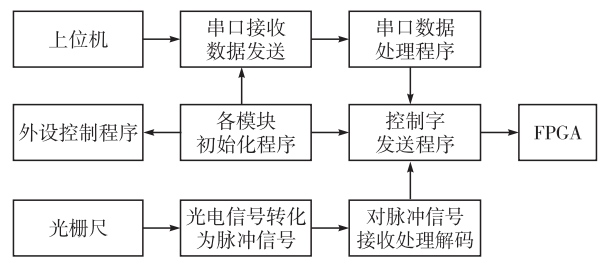 上位机
串口接收
数据发送
串口数据
处理程序
外设控制程序
各模块
初始化程序
控制字
发送程序
FPGA
光栅尺
光电信号转化
为脉冲信号
对脉冲信号
接收处理解码